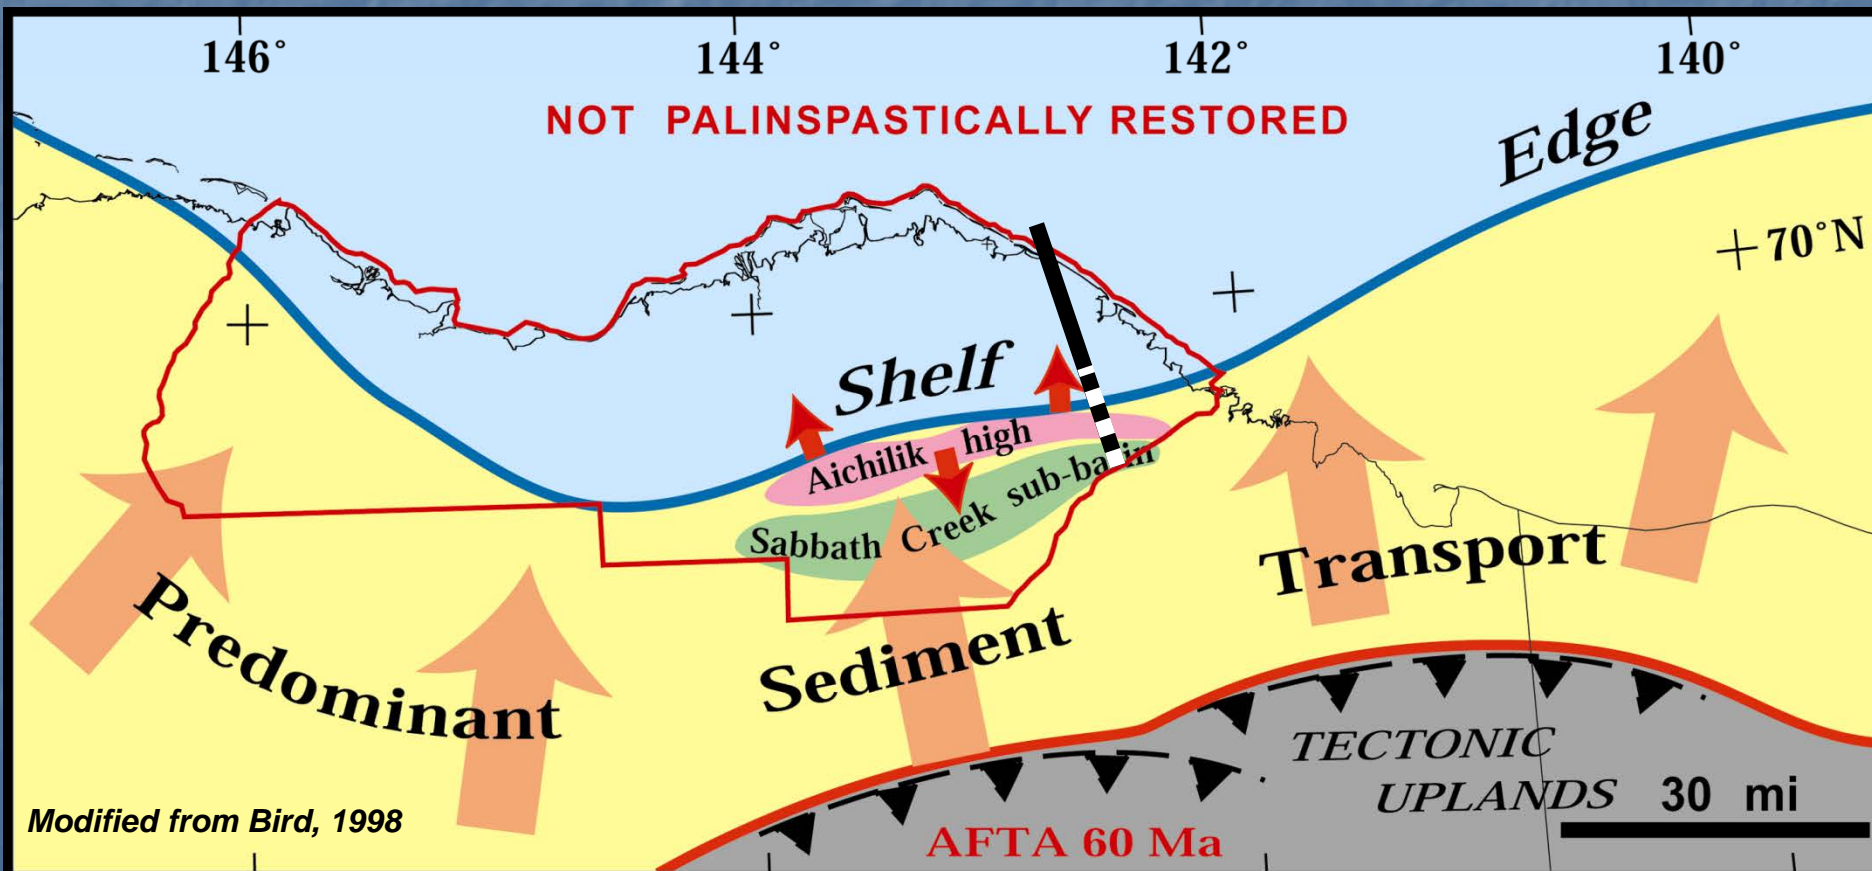 146°
144°
142°
140°
NOT PALINSPASTICALLY RESTORED
Shelf Edge
+ 70°N
Aichilik high
Sabbath Creek sub-basin
Predominant Sediment Transport
TECTONIC
UPLANDS
30 mi
Modified from Bird, 1998
AFTA 60 Ma